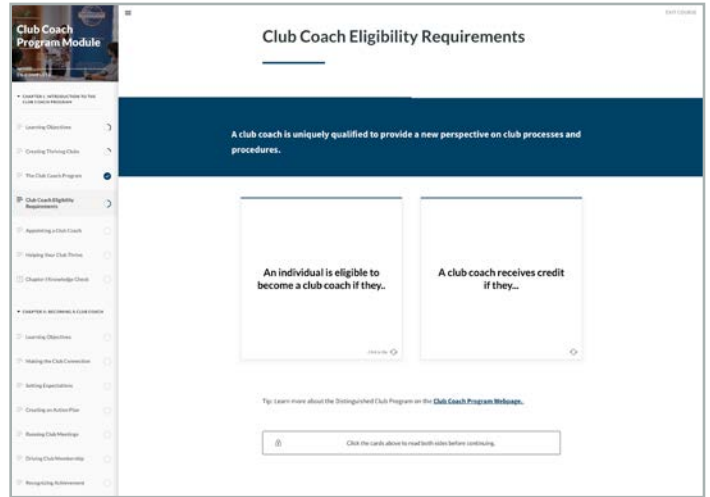 EXIT COURSE
Club Coach
Program Module
COMPLETE
CHAPTER I: INTRODUCTION TO THE
CLUB COACH PROGRAM
Learning Objectives
Creating Thriving Clubs
The Club Coach Program
Club Coach Eligibility
Requirements
Appointing a Club Coach
Helping Your Club Thrive
Chapter I Knowledge Check
CHAPTER II: BECOMING A CLUB COACH
Learning Objectives
Making the Club Connection
Setting Expectations
Creating an Action Plan
Running Club Meetings
Driving Club Membership
Recognizing Achievement
Club Coach Eligibility Requirements
A club coach is uniquely qualified to provide a new perspective on club processes and
procedures.
An individual is eligible to
become a club coach if they..
Click to flip
A club coach receives credit
if they...
Tip: Learn more about the Distinguished Club Program on the Club Coach Program Webpage.
Click the cards above to read both sides before continuing.